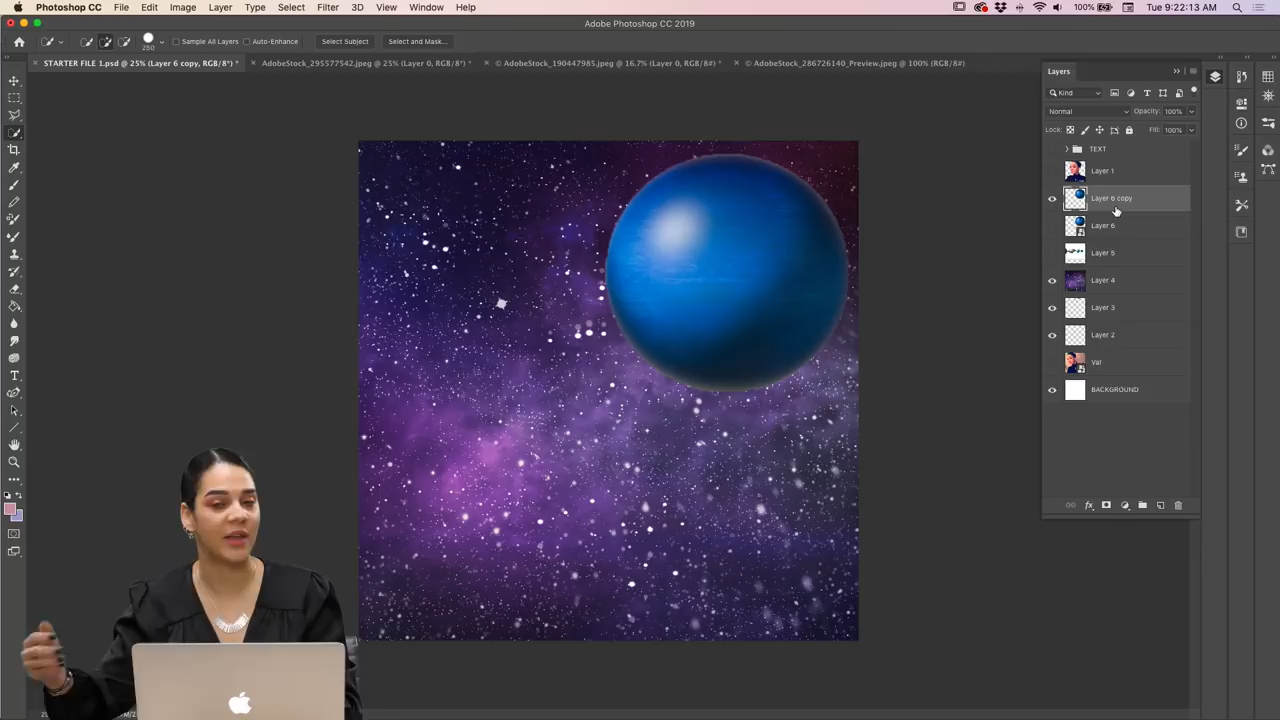 Photoshop CC File Edit Image Layer Type Select Filter 3D View Window Help 100% Tue 9:22:13 AM
Adobe Photoshop CC 2019
250 Sample All Layers Auto-Enhance Select Subject Select and Mask...
× STARTER FILE 1.psd @ 25% (Layer 6 copy, RGB/8*) * × AdobeStock_295577542.jpeg @ 25% (Layer 0, RGB/8*) * × © AdobeStock_190447985.jpeg @ 16.7% (Layer 0, RGB/8#) * × © AdobeStock_286726140_Preview.jpeg @ 100% (RGB/8#)
Layers
Kind
Normal Opacity: 100%
Lock: Fill: 100%
TEXT
Layer 1
Layer 6 copy
Layer 6
Layer 5
Layer 4
Layer 3
Layer 2
Val
BACKGROUND
fx